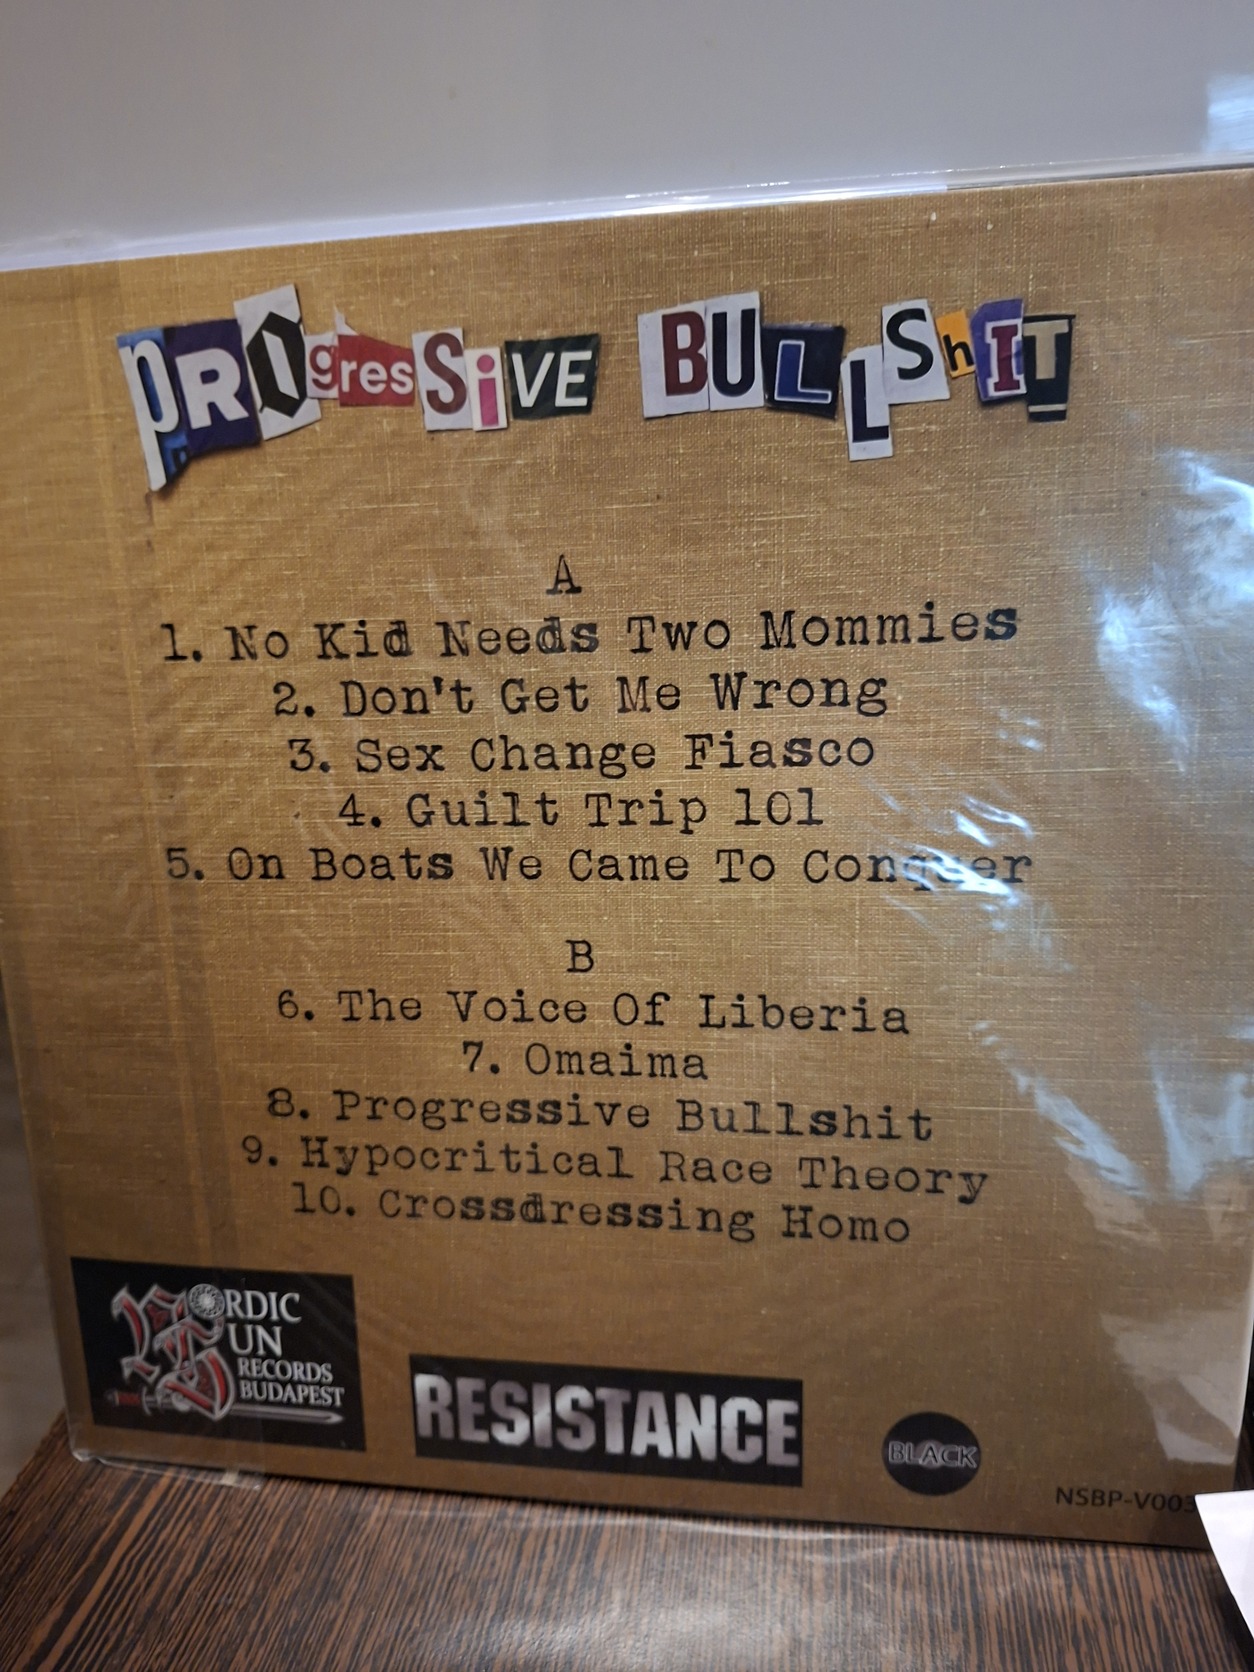 PROgresSiVE BULLShIT
A
1. No Kid Needs Two Mommies
2. Don't Get Me Wrong
3. Sex Change Fiasco
4. Guilt Trip 101
5. On Boats We Came To Conquer
B
6. The Voice Of Liberia
7. Omaima
8. Progressive Bullshit
9. Hypocritical Race Theory
10. Crossdressing Homo
NORDIC
SUN
RECORDS
BUDAPEST
RESISTANCE
BLACK
NSBP-V003